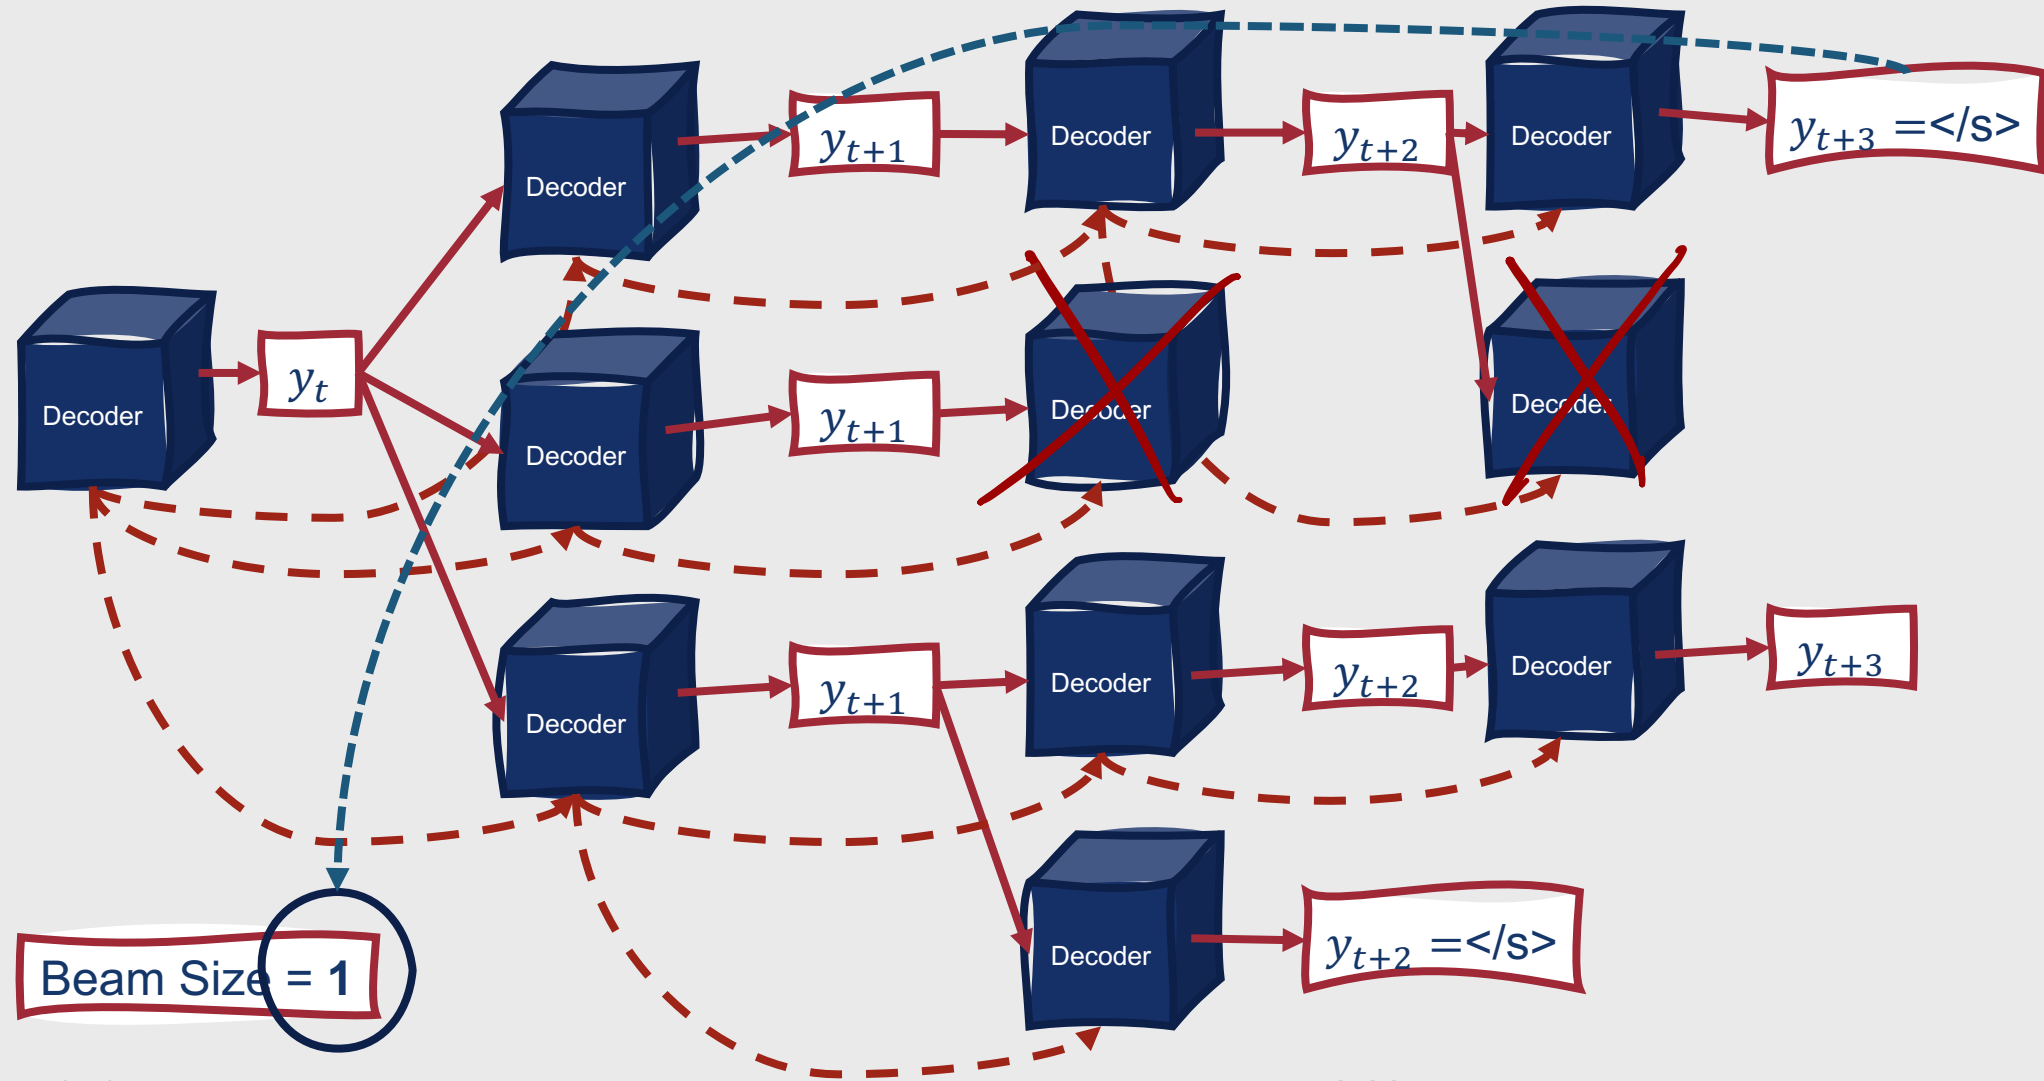 Decoder
y_t
Decoder
y_{t+1}
Decoder
y_{t+2}
Decoder
y_{t+3} =</s>
Decoder
y_{t+1}
Decoder
Decoder
Decoder
y_{t+1}
Decoder
y_{t+2}
Decoder
y_{t+3}
Decoder
y_{t+2} =</s>
Beam Size = 1